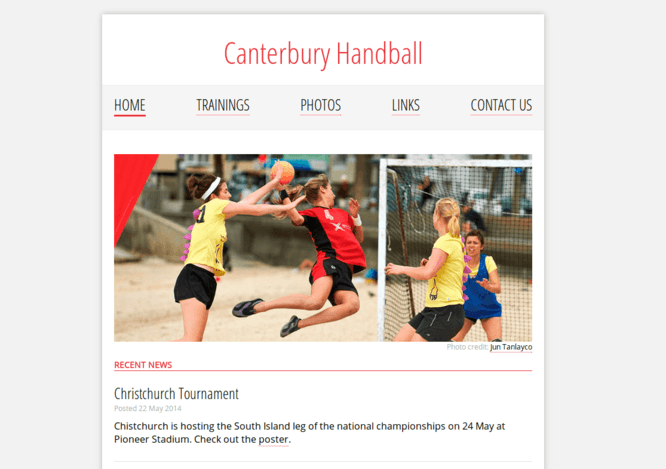 Canterbury Handball
HOME TRAININGS PHOTOS LINKS CONTACT US
Photo credit: Jun Tanlayco
RECENT NEWS
Christchurch Tournament
Posted 22 May 2014
Chistchurch is hosting the South Island leg of the national championships on 24 May at
Pioneer Stadium. Check out the poster.